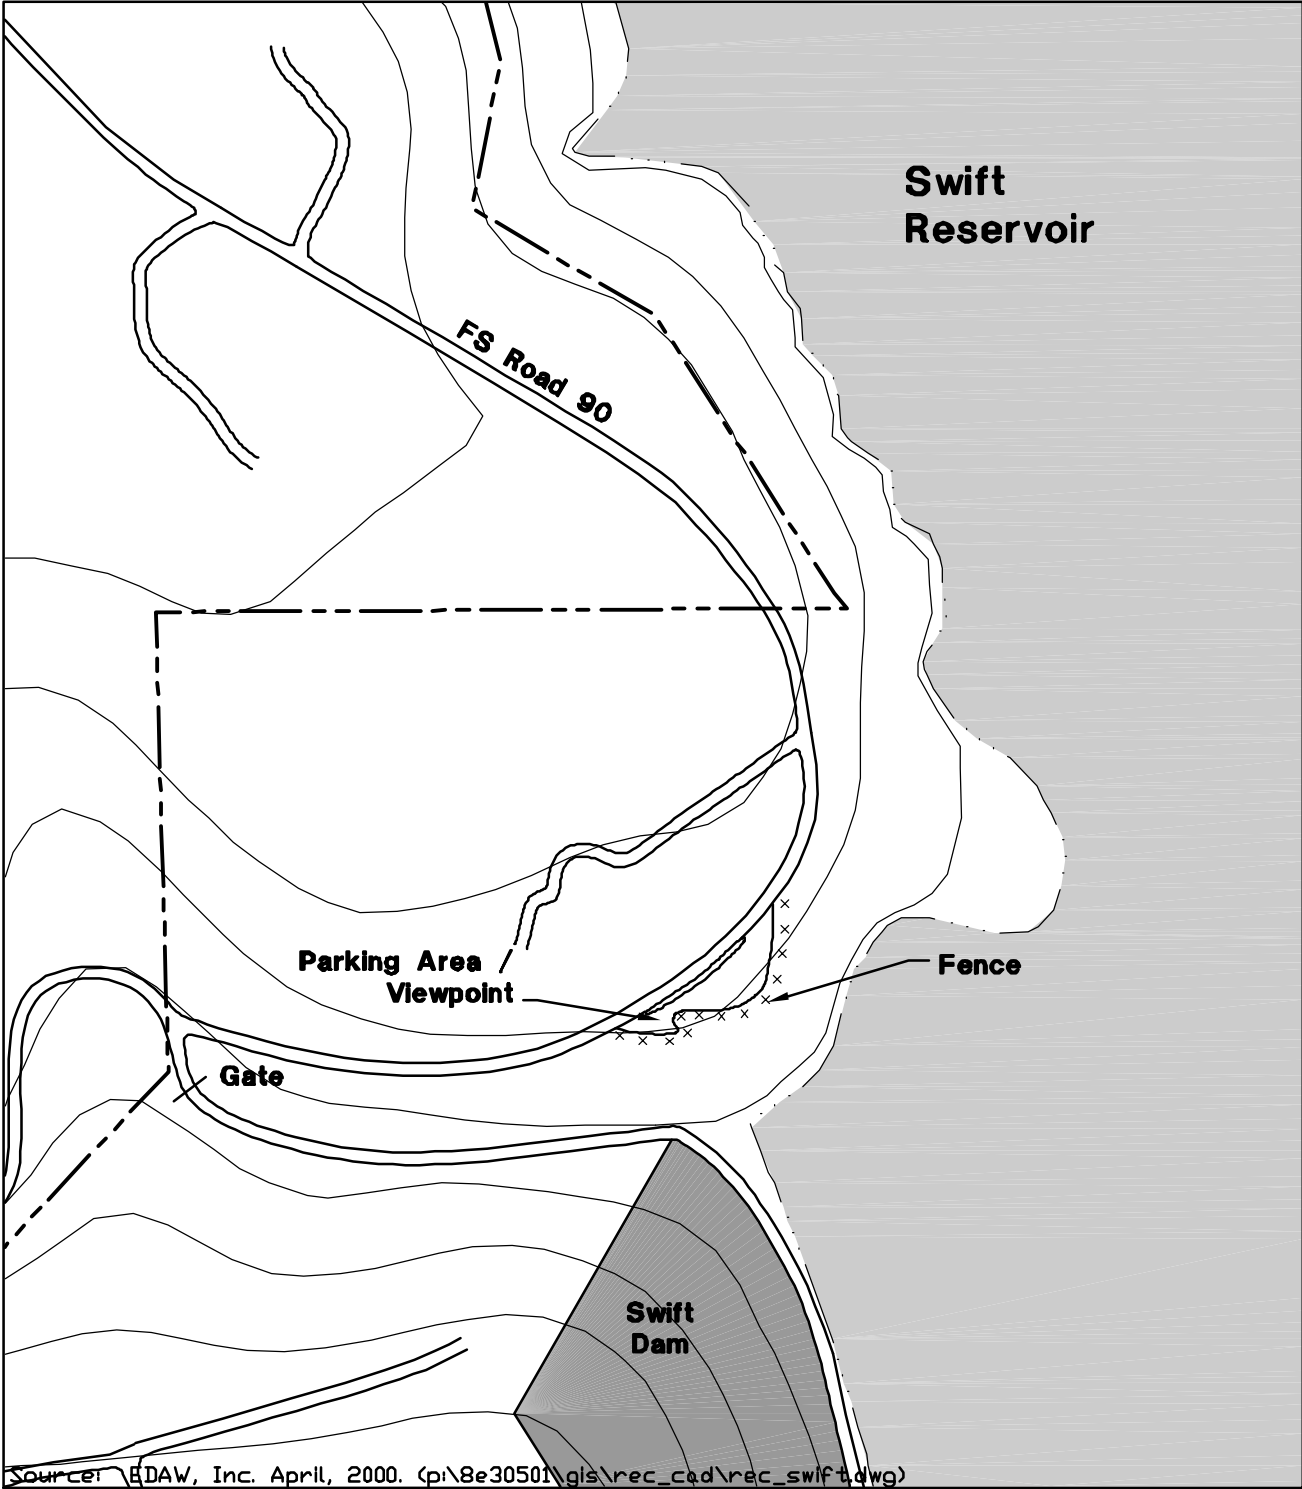 Swift
Reservoir
FS Road 90
Parking Area
Viewpoint
Fence
Gate
Swift
Dam
Source: EDAW, Inc. April, 2000. (p:\8e30501\gis\rec_cad\rec_swift.dwg)